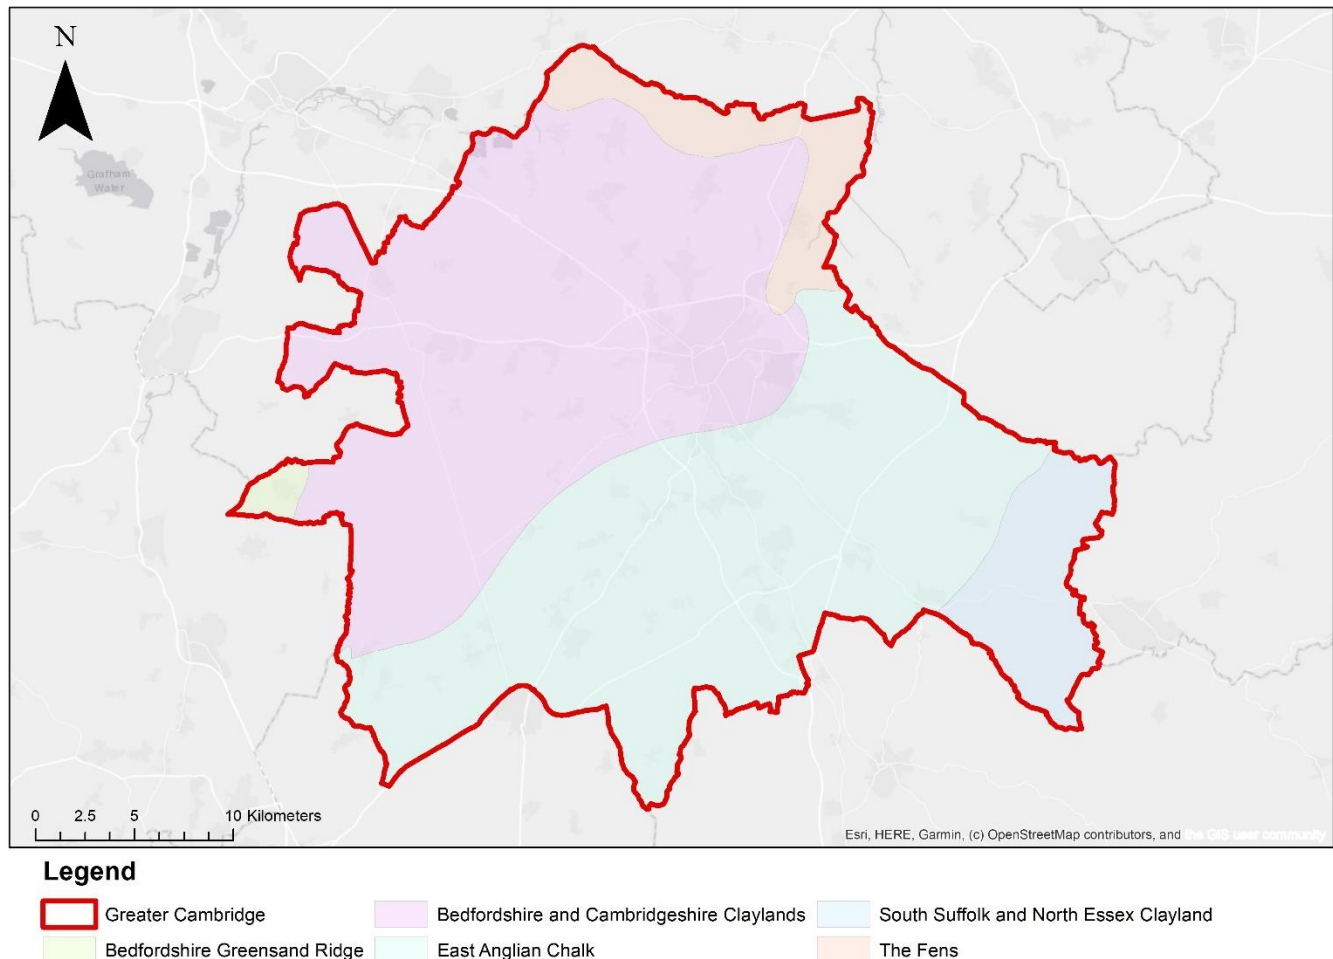 N
Grafham
Water
0 2.5 5 10 Kilometers
Esri, HERE, Garmin, (c) OpenStreetMap contributors, and the GIS user community
Legend
Greater Cambridge
Bedfordshire and Cambridgeshire Claylands
South Suffolk and North Essex Clayland
Bedfordshire Greensand Ridge
East Anglian Chalk
The Fens